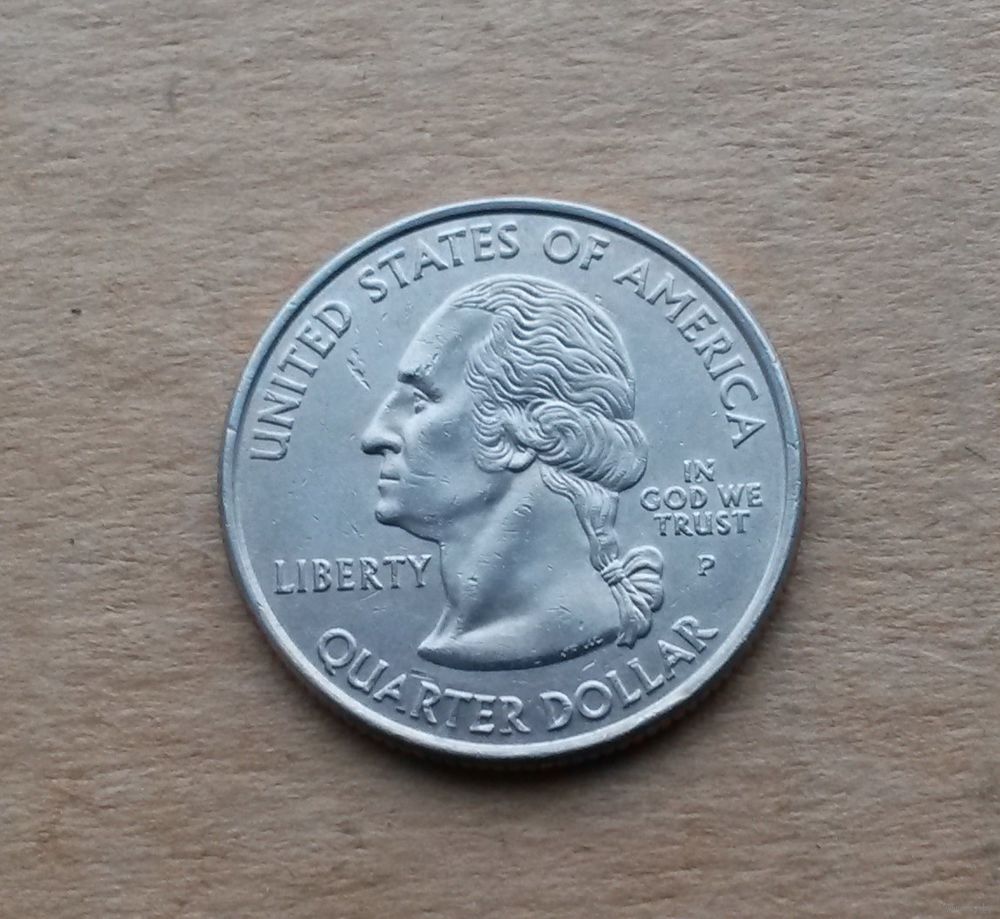 UNITED STATES OF AMERICA
LIBERTY
IN
GOD WE
TRUST
P
QUARTER DOLLAR